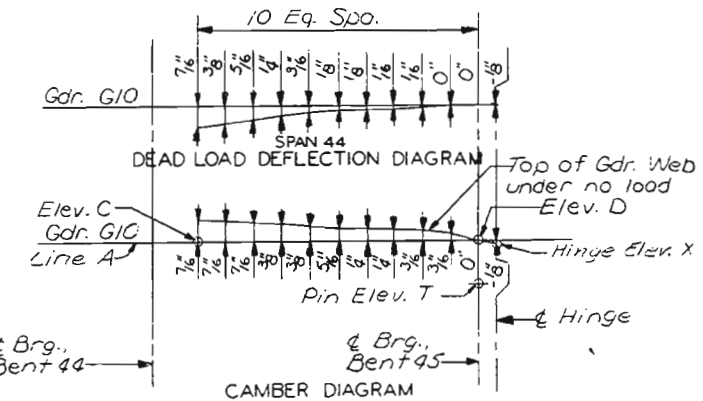 10 Eq. Spa.
7/16" 3/8" 5/16" 1/4" 3/16" 1/8" 1/8" 1/16" 1/16" 0" 0" 1/8"
Gdr. G10
SPAN 44
DEAD LOAD DEFLECTION DIAGRAM
Top of Gdr. Web
under no load
Elev. C
Elev. D
Gdr. G10
Line A
Hinge Elev. X
7/16" 7/16" 7/16" 3/8" 3/8" 5/16" 1/4" 1/4" 3/16" 3/16" 0" 1/8"
Pin Elev. T
℄ Hinge
℄ Brg.,
Bent 44
℄ Brg.,
Bent 45
CAMBER DIAGRAM